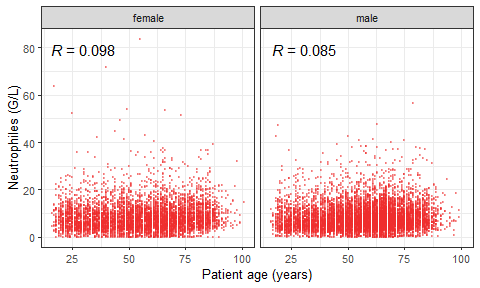 female
male
R = 0.098
R = 0.085
80
60
40
20
0
Neutrophiles (G/L)
25
50
75
100
25
50
75
100
Patient age (years)